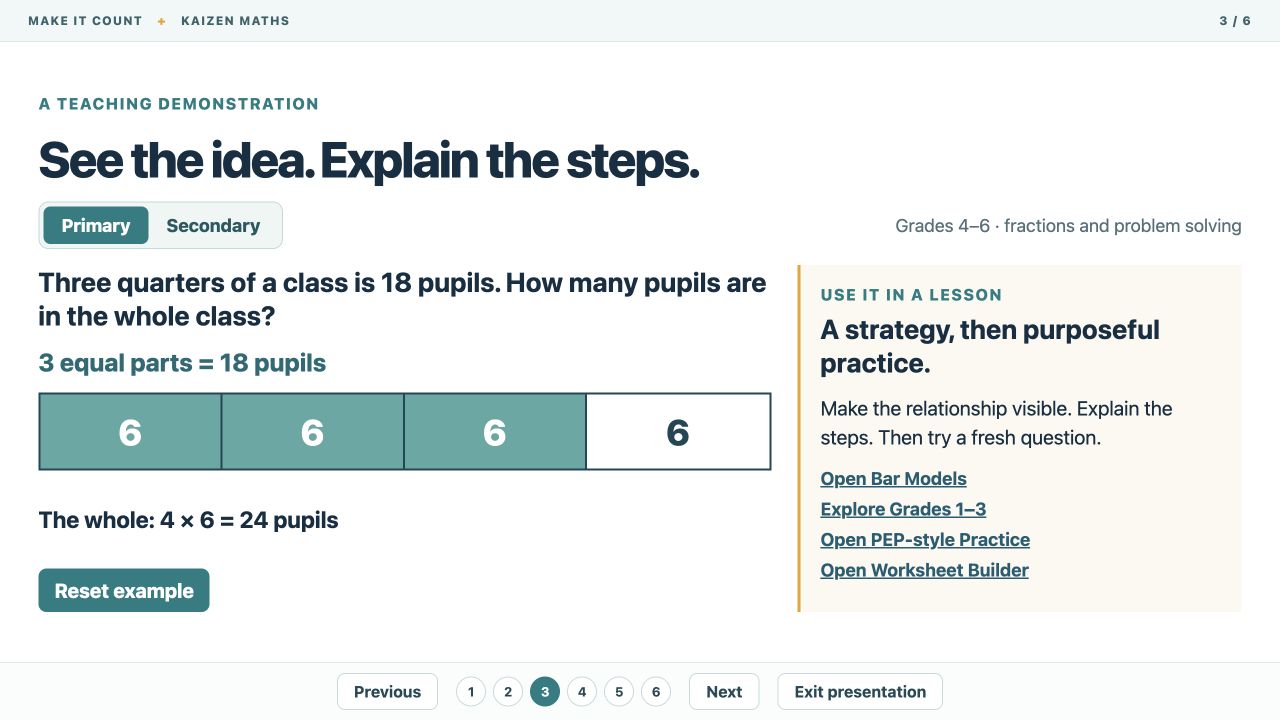 MAKE IT COUNT + KAIZEN MATHS
3 / 6
A TEACHING DEMONSTRATION
See the idea. Explain the steps.
Primary
Secondary
Grades 4–6 · fractions and problem solving
Three quarters of a class is 18 pupils. How many pupils are
in the whole class?
3 equal parts = 18 pupils
6
6
6
6
The whole: 4 × 6 = 24 pupils
Reset example
USE IT IN A LESSON
A strategy, then purposeful
practice.
Make the relationship visible. Explain the
steps. Then try a fresh question.
Open Bar Models
Explore Grades 1–3
Open PEP-style Practice
Open Worksheet Builder
Previous
1
2
3
4
5
6
Next
Exit presentation